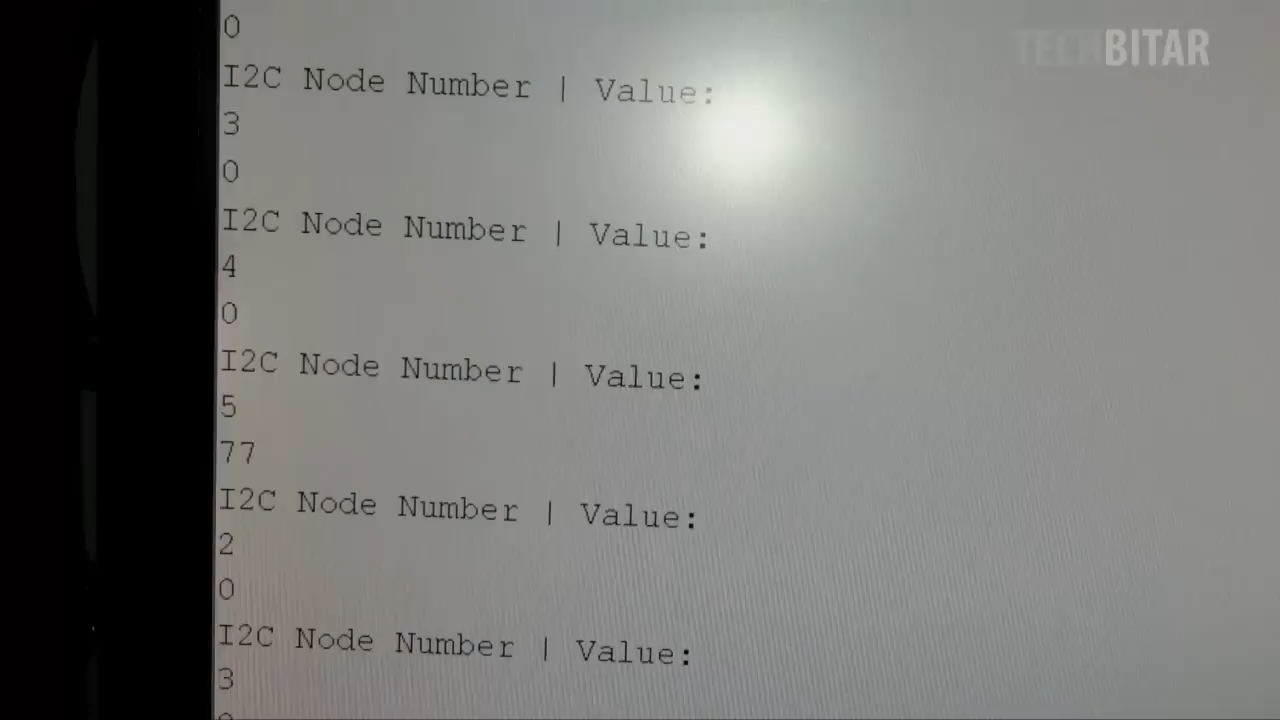 TECHBITAR
0
I2C Node Number | Value:
3
0
I2C Node Number | Value:
4
0
I2C Node Number | Value:
5
77
I2C Node Number | Value:
2
0
I2C Node Number | Value:
3